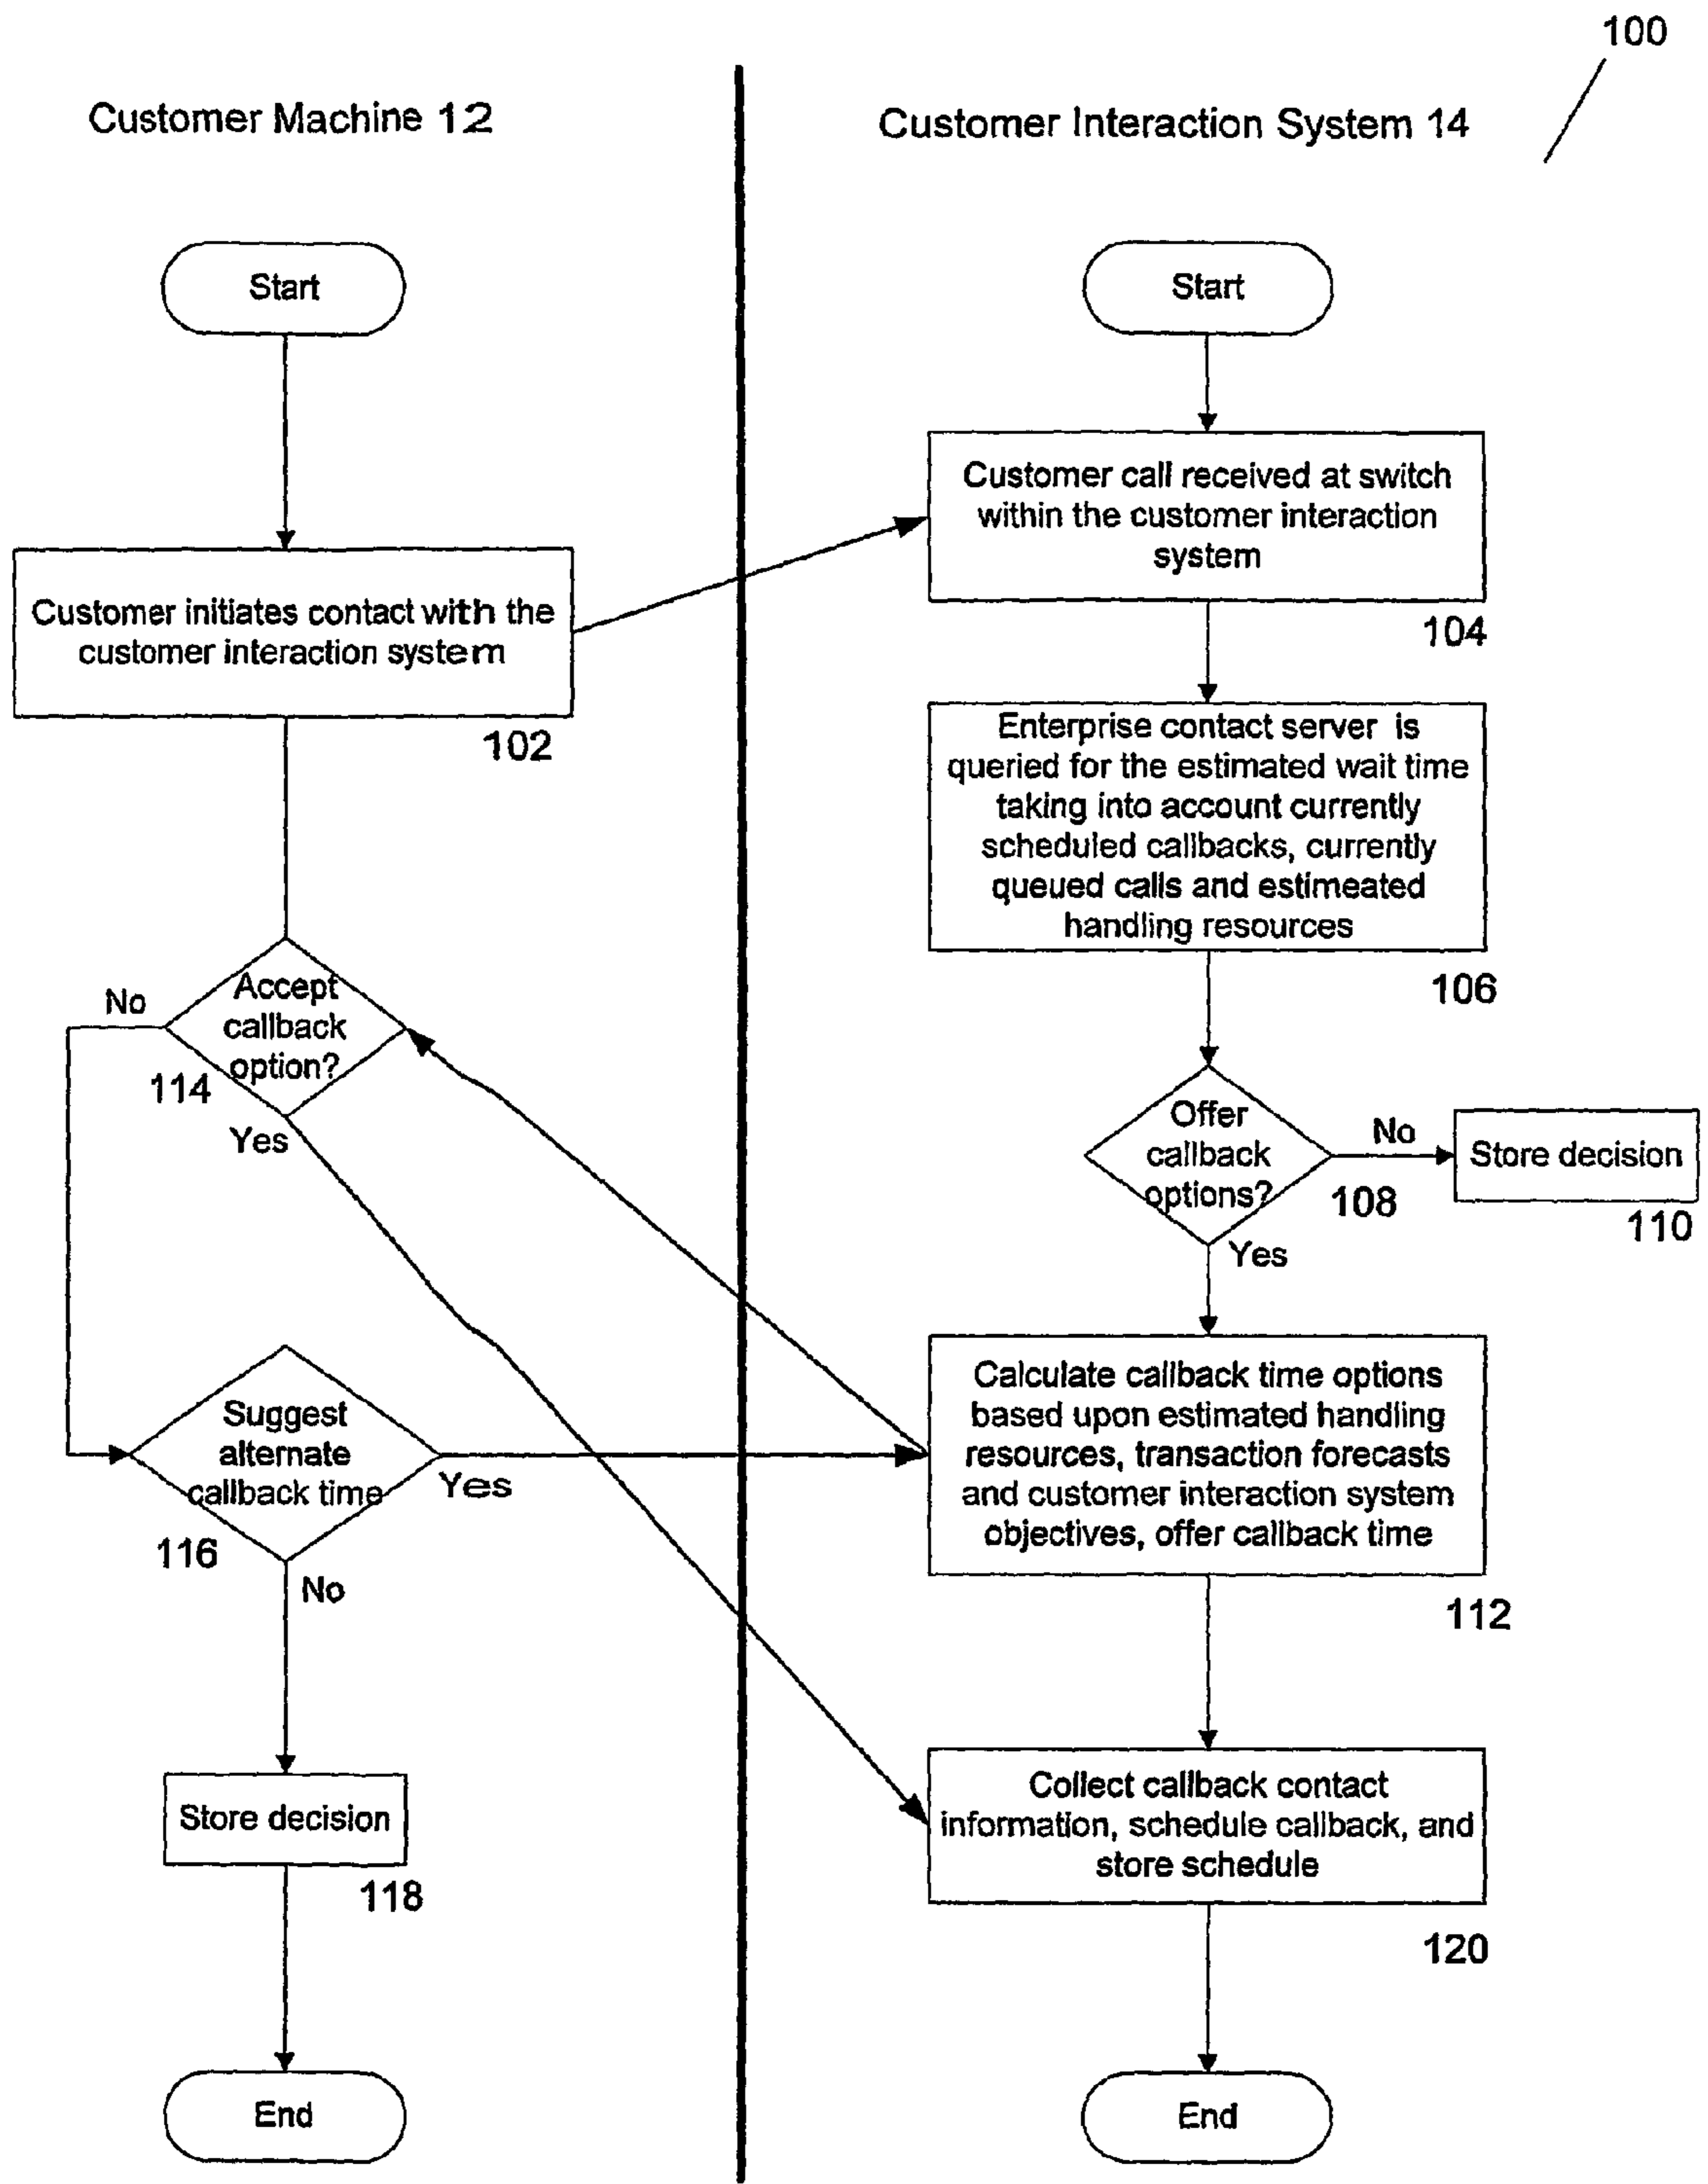 100
Customer Machine 12
Customer Interaction System 14
Start
Start
Customer call received at switch
within the customer interaction
system
104
Customer initiates contact with the
customer interaction system
102
Enterprise contact server is
queried for the estimated wait time
taking into account currently
scheduled callbacks, currently
queued calls and estimeated
handling resources
106
No
Accept
callback
option?
114
Yes
Offer
callback
options?
108
No
Store decision
110
Yes
Calculate callback time options
based upon estimated handling
resources, transaction forecasts
and customer interaction system
objectives, offer callback time
112
Suggest
alternate
callback time
116
Yes
No
Store decision
118
Collect callback contact
information, schedule callback, and
store schedule
120
End
End